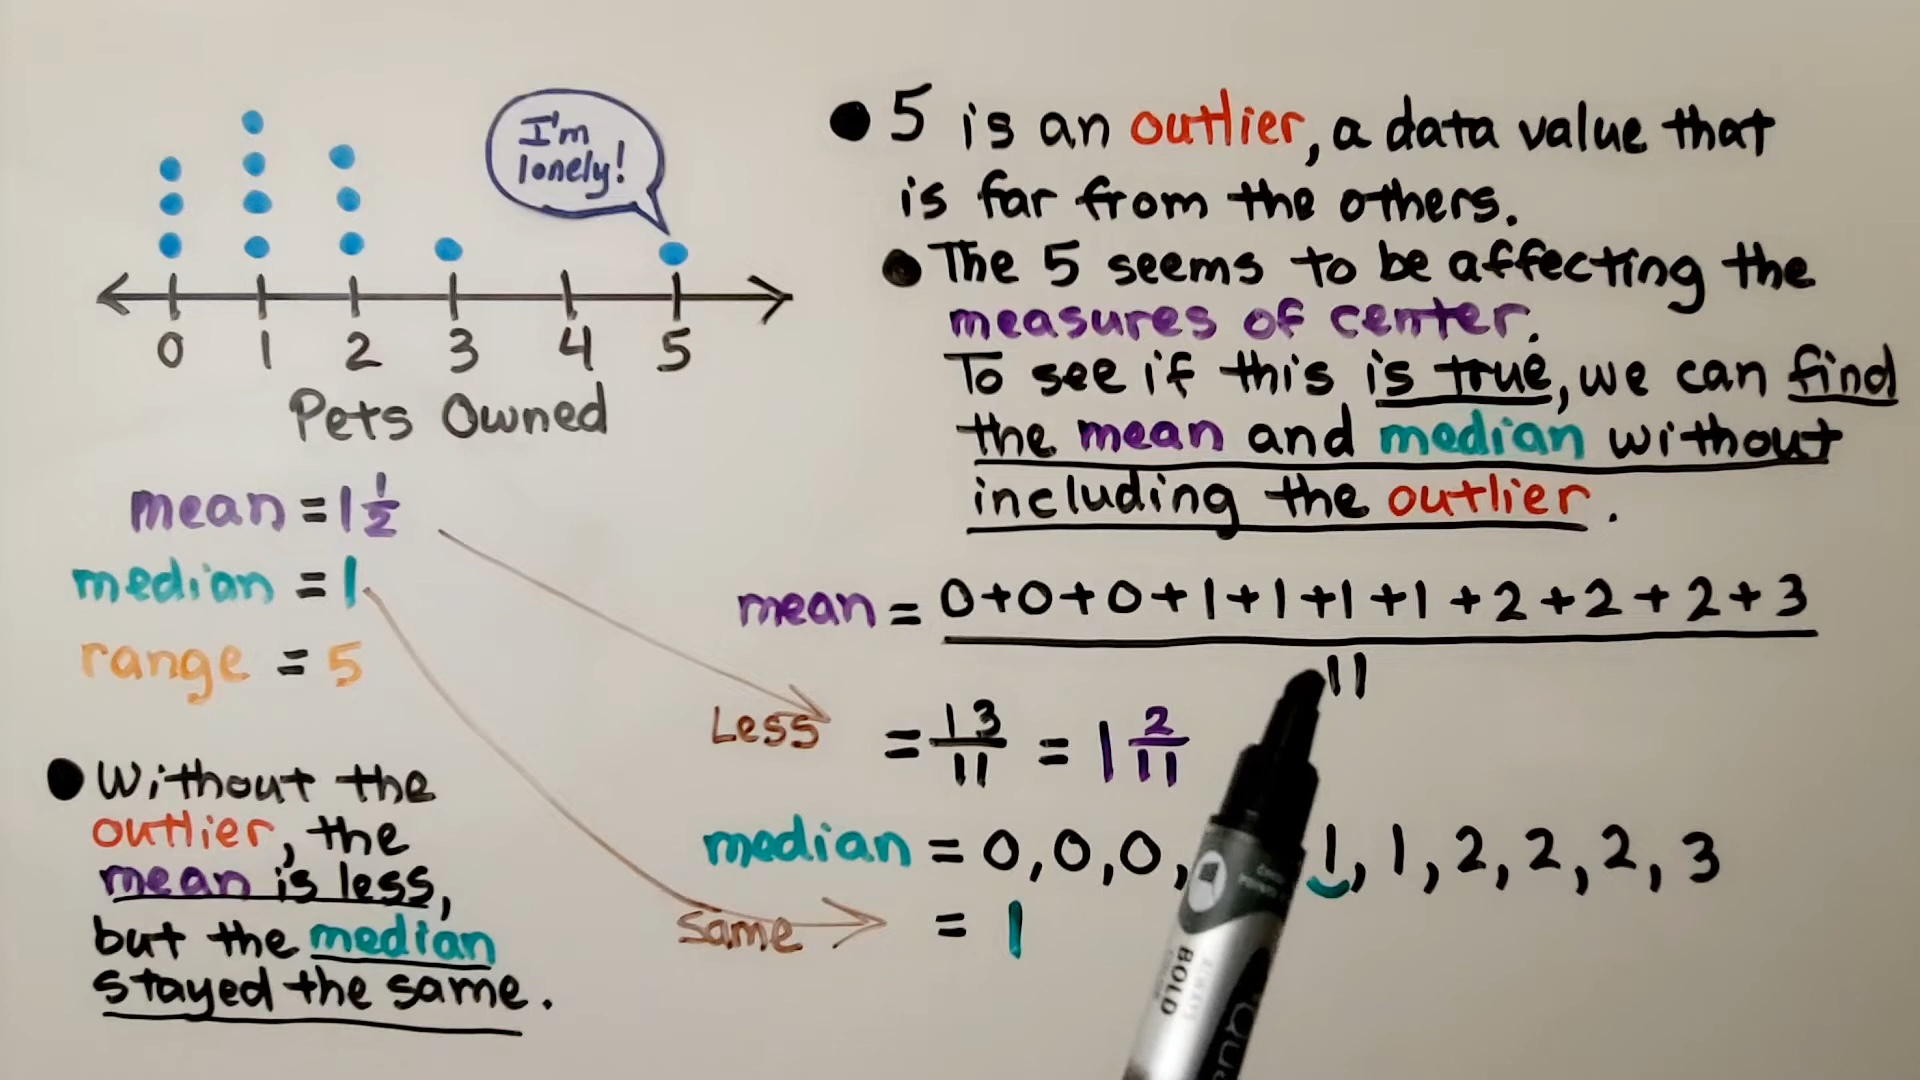 I'm
lonely!
0 1 2 3 4 5
Pets Owned
mean = 1 1/2
median = 1
range = 5
● Without the
outlier, the
mean is less,
but the median
stayed the same.
● 5 is an outlier, a data value that
is far from the others.
● The 5 seems to be affecting the
measures of center.
To see if this is true, we can find
the mean and median without
including the outlier.
mean = 0+0+0+1+1+1+1+2+2+2+3
11
Less = 13/11 = 1 2/11
median = 0,0,0, 1,1,2,2,2,3
Same = 1
BOLD